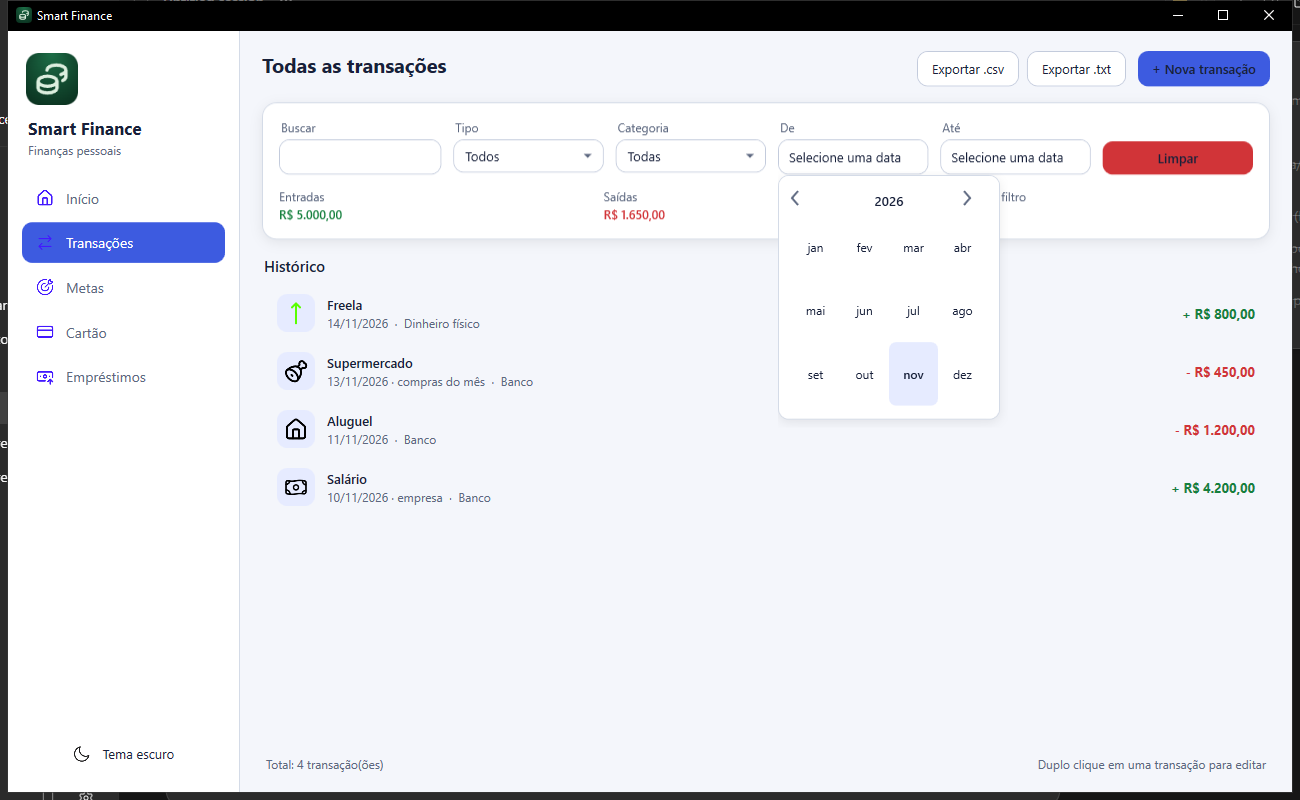 Smart Finance
Todas as transações
Exportar .csv
Exportar .txt
+ Nova transação
Smart Finance
Finanças pessoais
Início
Transações
Metas
Cartão
Empréstimos
Tema escuro
Buscar
Tipo
Categoria
De
Até
Todos
Todas
Selecione uma data
Selecione uma data
Limpar
Entradas
R$ 5.000,00
Saídas
R$ 1.650,00
filtro
2026
jan fev mar abr
mai jun jul ago
set out nov dez
Histórico
Freela
14/11/2026 · Dinheiro físico
+ R$ 800,00
Supermercado
13/11/2026 · compras do mês · Banco
- R$ 450,00
Aluguel
11/11/2026 · Banco
- R$ 1.200,00
Salário
10/11/2026 · empresa · Banco
+ R$ 4.200,00
Total: 4 transação(ões)
Duplo clique em uma transação para editar